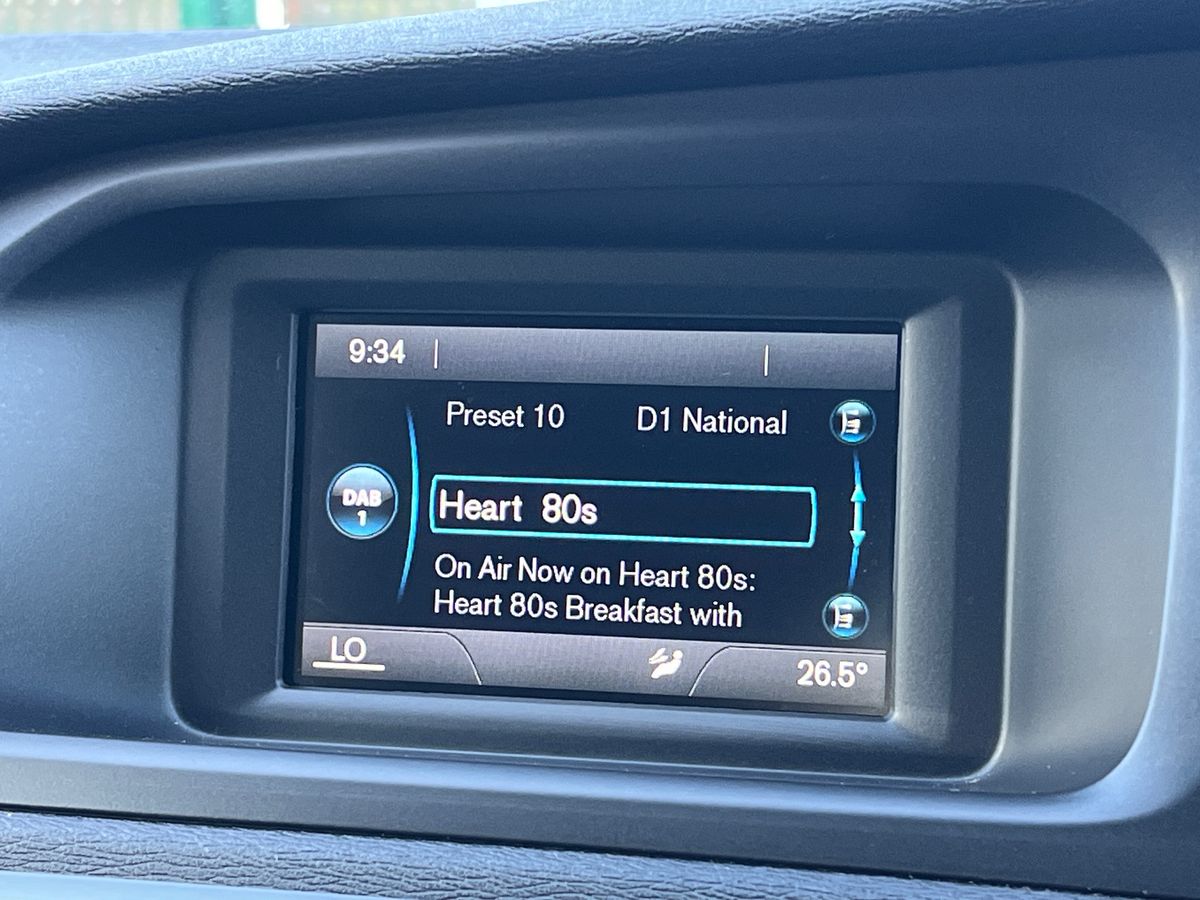 9:34
Preset 10 D1 National
DAB
1
Heart 80s
On Air Now on Heart 80s:
Heart 80s Breakfast with
LO 26.5°